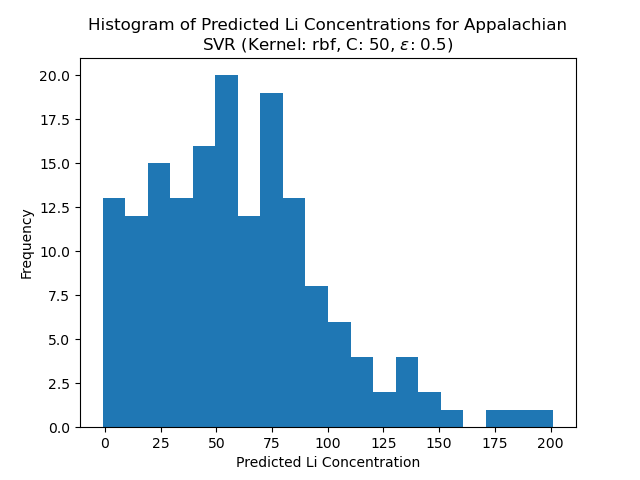 Histogram of Predicted Li Concentrations for Appalachian
SVR (Kernel: rbf, C: 50, ε: 0.5)
20.0
17.5
15.0
12.5
10.0
7.5
5.0
2.5
0.0
Frequency
0 25 50 75 100 125 150 175 200
Predicted Li Concentration